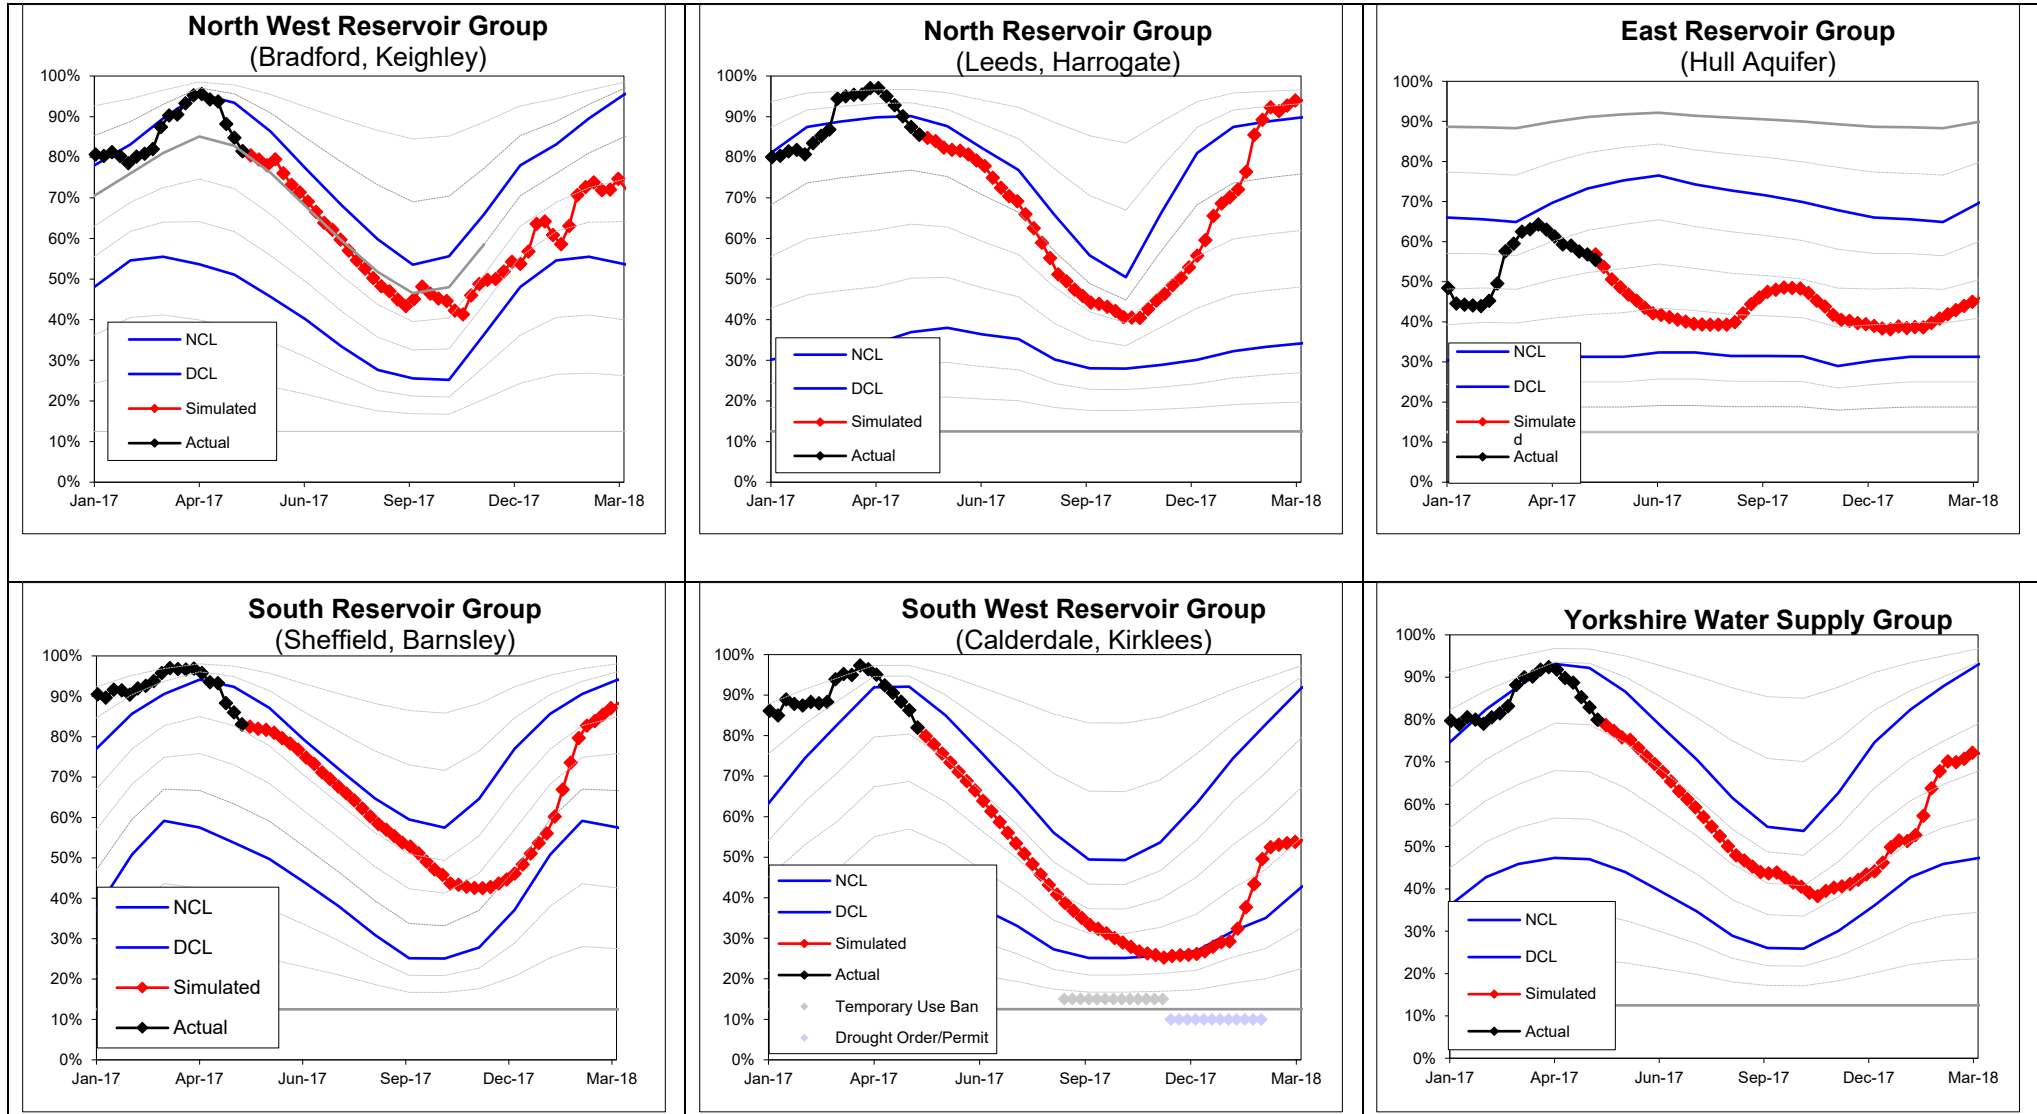 North West Reservoir Group
(Bradford, Keighley)
100%
90%
80%
70%
60%
50%
40%
30%
20%
10%
0%
NCL
DCL
Simulated
Actual
Jan-17 Apr-17 Jun-17 Sep-17 Dec-17 Mar-18
North Reservoir Group
(Leeds, Harrogate)
100%
90%
80%
70%
60%
50%
40%
30%
20%
10%
0%
NCL
DCL
Simulated
Actual
Jan-17 Apr-17 Jun-17 Sep-17 Dec-17 Mar-18
East Reservoir Group
(Hull Aquifer)
100%
90%
80%
70%
60%
50%
40%
30%
20%
10%
0%
NCL
DCL
Simulate
d
Actual
Jan-17 Apr-17 Jun-17 Sep-17 Dec-17 Mar-18
South Reservoir Group
(Sheffield, Barnsley)
100%
90%
80%
70%
60%
50%
40%
30%
20%
10%
0%
NCL
DCL
Simulated
Actual
Jan-17 Apr-17 Jun-17 Sep-17 Dec-17 Mar-18
South West Reservoir Group
(Calderdale, Kirklees)
100%
90%
80%
70%
60%
50%
40%
30%
20%
10%
0%
NCL
DCL
Simulated
Actual
Temporary Use Ban
Drought Order/Permit
Jan-17 Apr-17 Jun-17 Sep-17 Dec-17 Mar-18
Yorkshire Water Supply Group
100%
90%
80%
70%
60%
50%
40%
30%
20%
10%
0%
NCL
DCL
Simulated
Actual
Jan-17 Apr-17 Jun-17 Sep-17 Dec-17 Mar-18